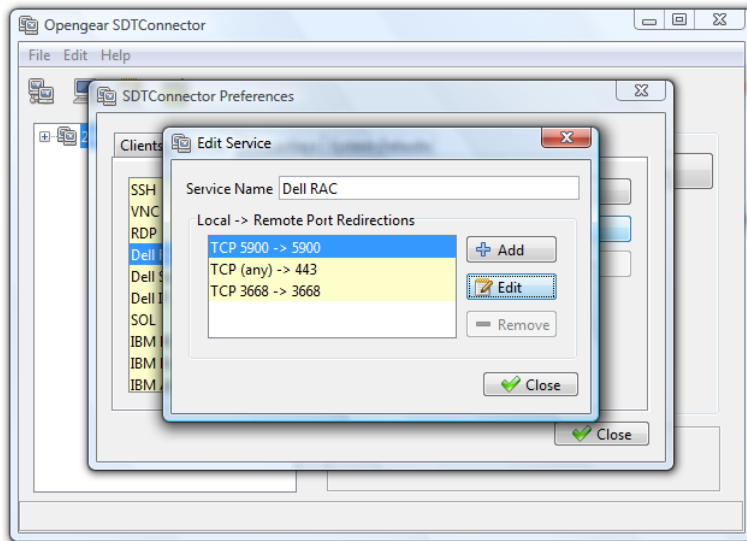 Opengear SDTConnector
File Edit Help
SDTConnector Preferences
Clients
Edit Service
Service Name Dell RAC
Local -> Remote Port Redirections
TCP 5900 -> 5900
TCP (any) -> 443
TCP 3668 -> 3668
Add
Edit
Remove
Close
SSH
VNC
RDP
Dell
Dell
Dell
SOL
IBM
IBM
IBM
Close